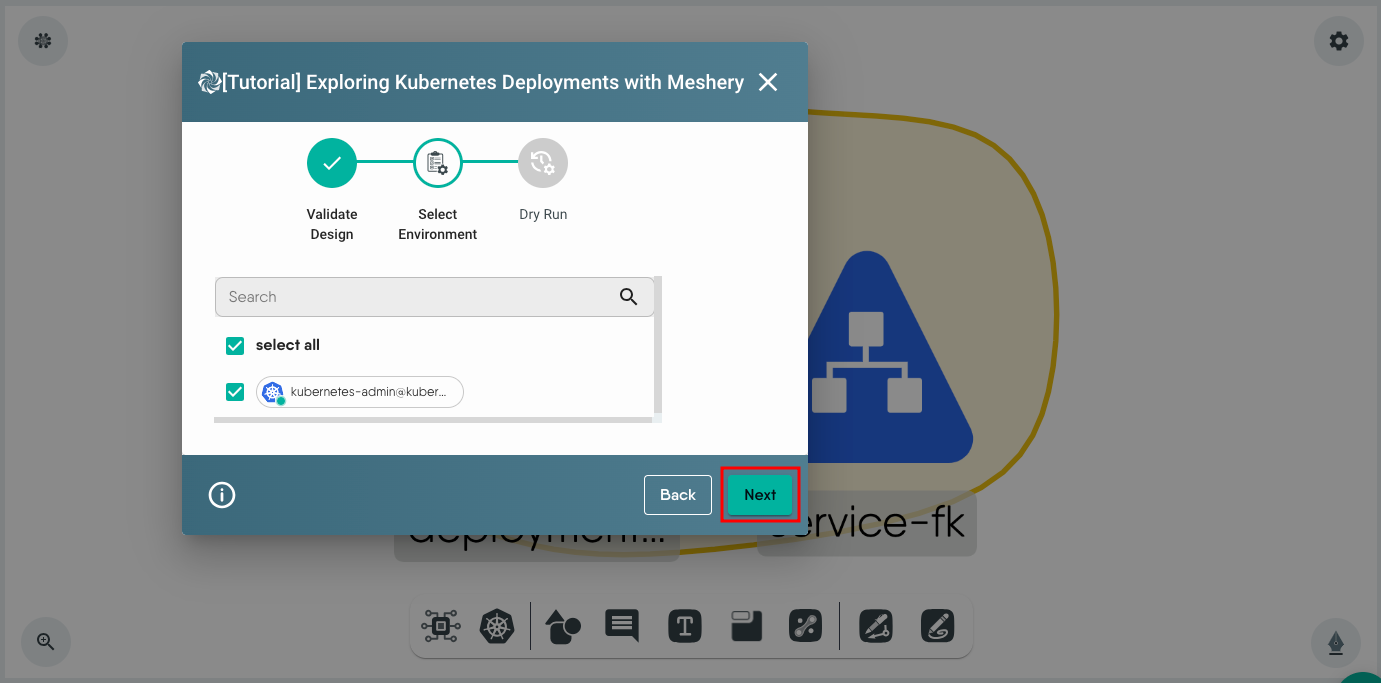 [Tutorial] Exploring Kubernetes Deployments with Meshery
Validate
Design
Select
Environment
Dry Run
Search
select all
kubernetes-admin@kuber...
Back
Next
deployment...
service-fk